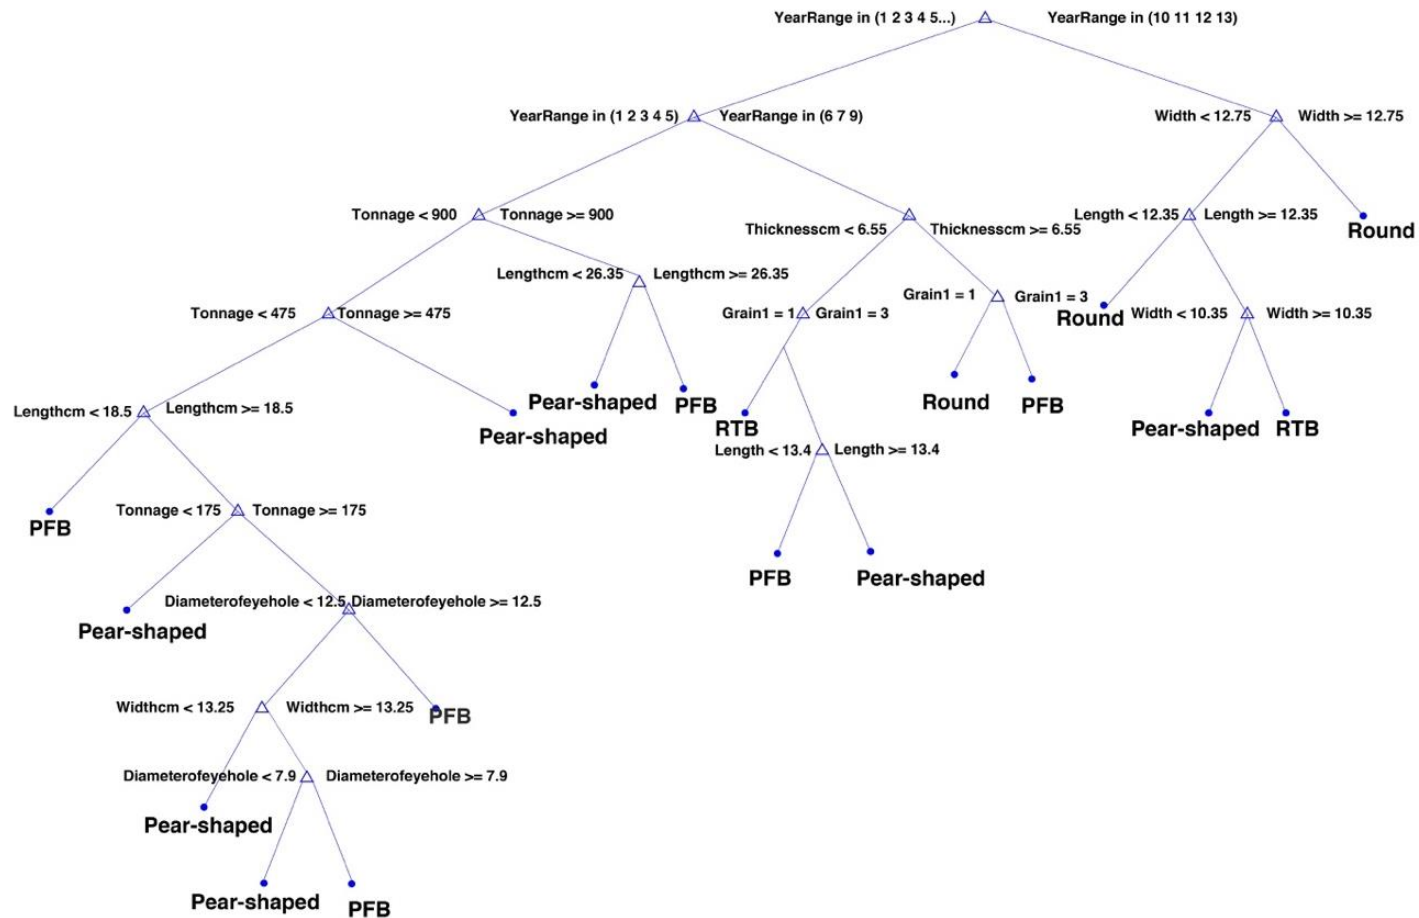 YearRange in (1 2 3 4 5...) YearRange in (10 11 12 13)
YearRange in (1 2 3 4 5) YearRange in (6 7 9) Width < 12.75 Width >= 12.75
Tonnage < 900 Tonnage >= 900 Thicknesscm < 6.55 Thicknesscm >= 6.55 Length < 12.35 Length >= 12.35
Round
Lengthcm < 26.35 Lengthcm >= 26.35 Grain1 = 1 Grain1 = 3
Tonnage < 475 Tonnage >= 475 Grain1 = 1 Grain1 = 3 Round Width < 10.35 Width >= 10.35
Pear-shaped PFB Round PFB
Lengthcm < 18.5 Lengthcm >= 18.5 Pear-shaped RTB Pear-shaped RTB
Length < 13.4 Length >= 13.4
PFB Tonnage < 175 Tonnage >= 175
PFB Pear-shaped
Diameterofeyehole < 12.5 Diameterofeyehole >= 12.5
Pear-shaped
Widthcm < 13.25 Widthcm >= 13.25 PFB
Diameterofeyehole < 7.9 Diameterofeyehole >= 7.9
Pear-shaped
Pear-shaped PFB